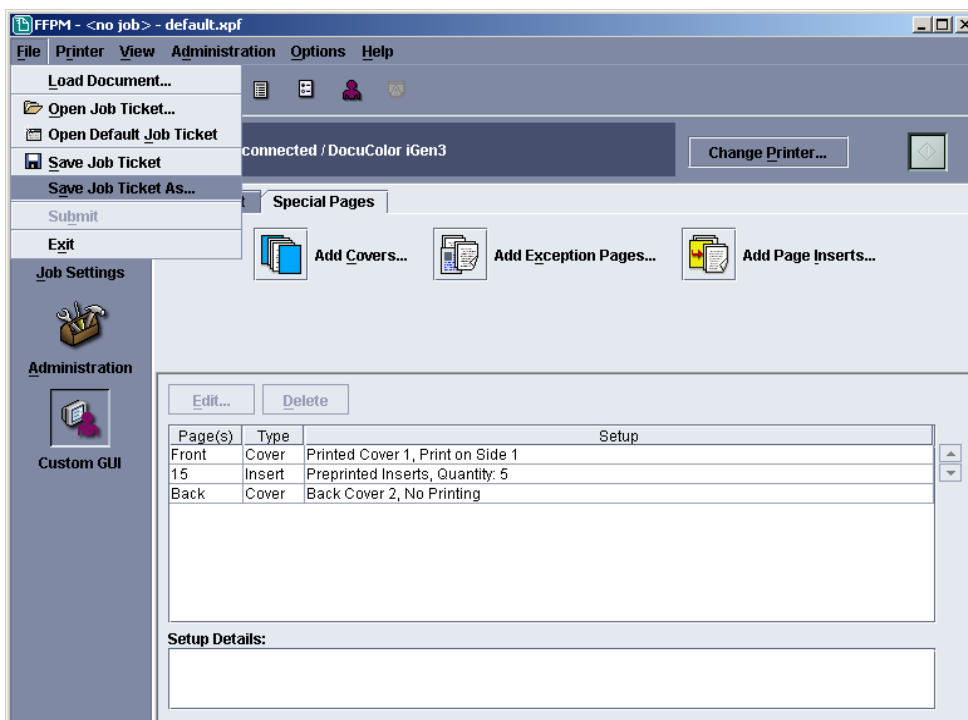 FFPM - <no job> - default.xpf
File Printer View Administration Options Help
Load Document...
Open Job Ticket...
Open Default Job Ticket
Save Job Ticket
Save Job Ticket As...
Submit
Exit
connected / DocuColor iGen3
Change Printer...
t Special Pages
Add Covers... Add Exception Pages... Add Page Inserts...
Job Settings
Administration
Custom GUI
Edit... Delete
Page(s) Type Setup
Front Cover Printed Cover 1, Print on Side 1
15 Insert Preprinted Inserts, Quantity: 5
Back Cover Back Cover 2, No Printing
Setup Details: